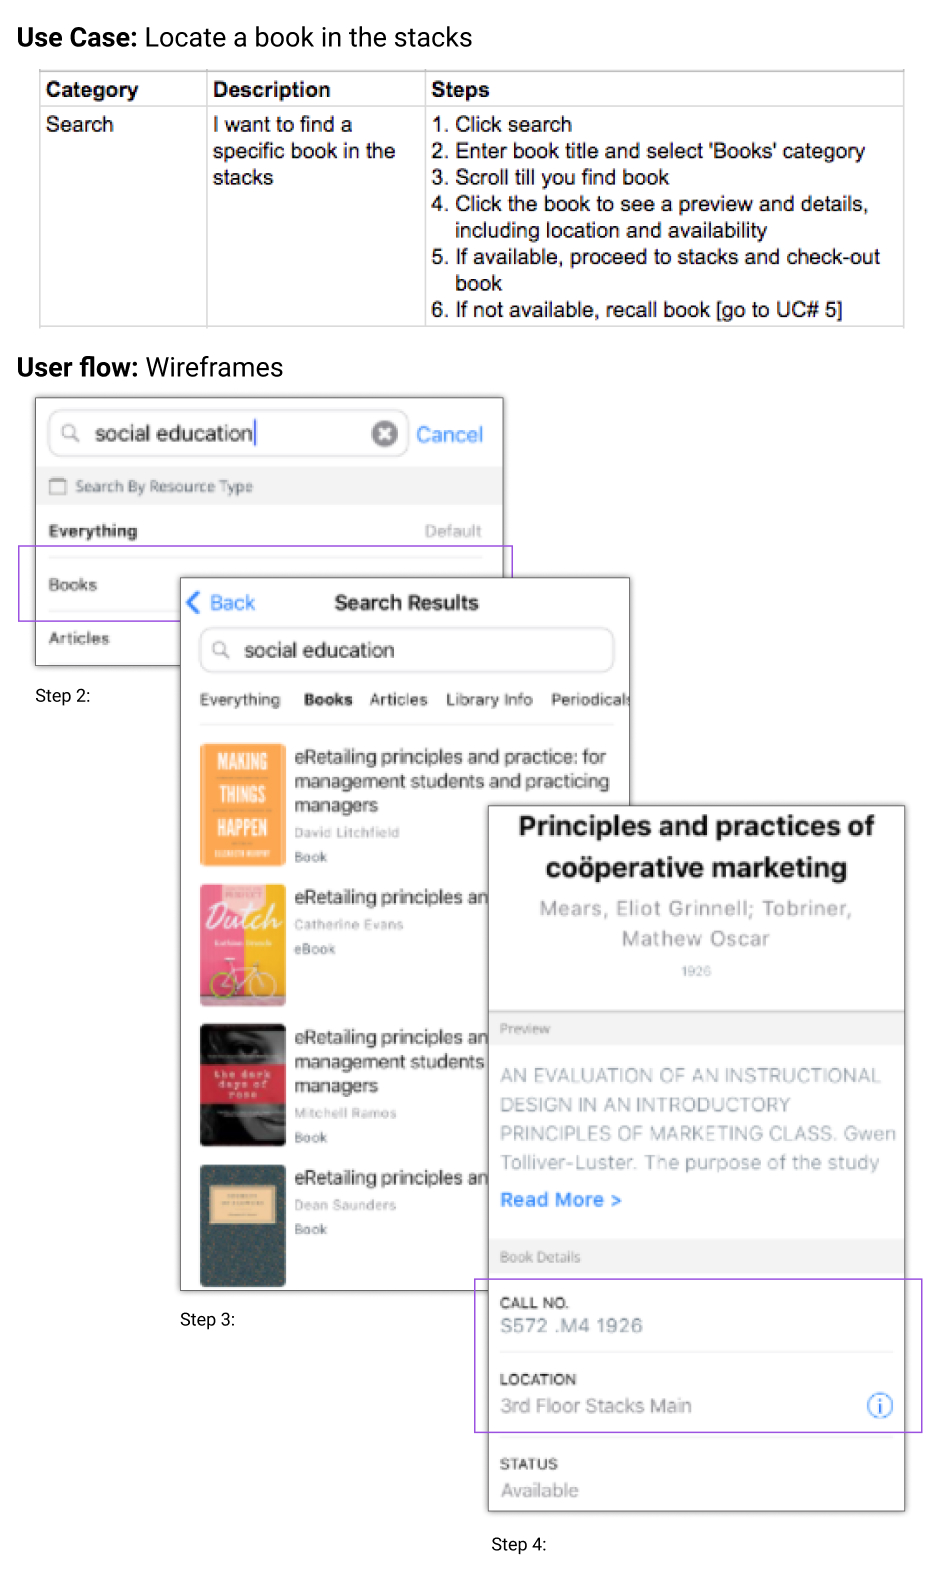 Use Case: Locate a book in the stacks
Category Description Steps
Search
I want to find a
specific book in the
stacks
1. Click search
2. Enter book title and select 'Books' category
3. Scroll till you find book
4. Click the book to see a preview and details,
including location and availability
5. If available, proceed to stacks and check-out
book
6. If not available, recall book [go to UC# 5]
User flow: Wireframes
social education
Cancel
Search By Resource Type
Everything Default
Books
Articles
Step 2:
Back Search Results
social education
Everything Books Articles Library Info Periodicals
MAKING
THINGS
HAPPEN
eRetailing principles and practice: for
management students and practicing
managers
David Litchfield
Book
Dutch
eRetailing principles an
Catherine Evans
eBook
the dark
days of
rose
eRetailing principles an
management students
managers
Mitchell Ramos
Book
eRetailing principles an
Dean Saunders
Book
Step 3:
Principles and practices of
coöperative marketing
Mears, Eliot Grinnell; Tobriner,
Mathew Oscar
1926
Preview
AN EVALUATION OF AN INSTRUCTIONAL
DESIGN IN AN INTRODUCTORY
PRINCIPLES OF MARKETING CLASS. Gwen
Tolliver-Luster. The purpose of the study
Read More >
Book Details
CALL NO.
S572 .M4 1926
LOCATION
3rd Floor Stacks Main
STATUS
Available
Step 4: